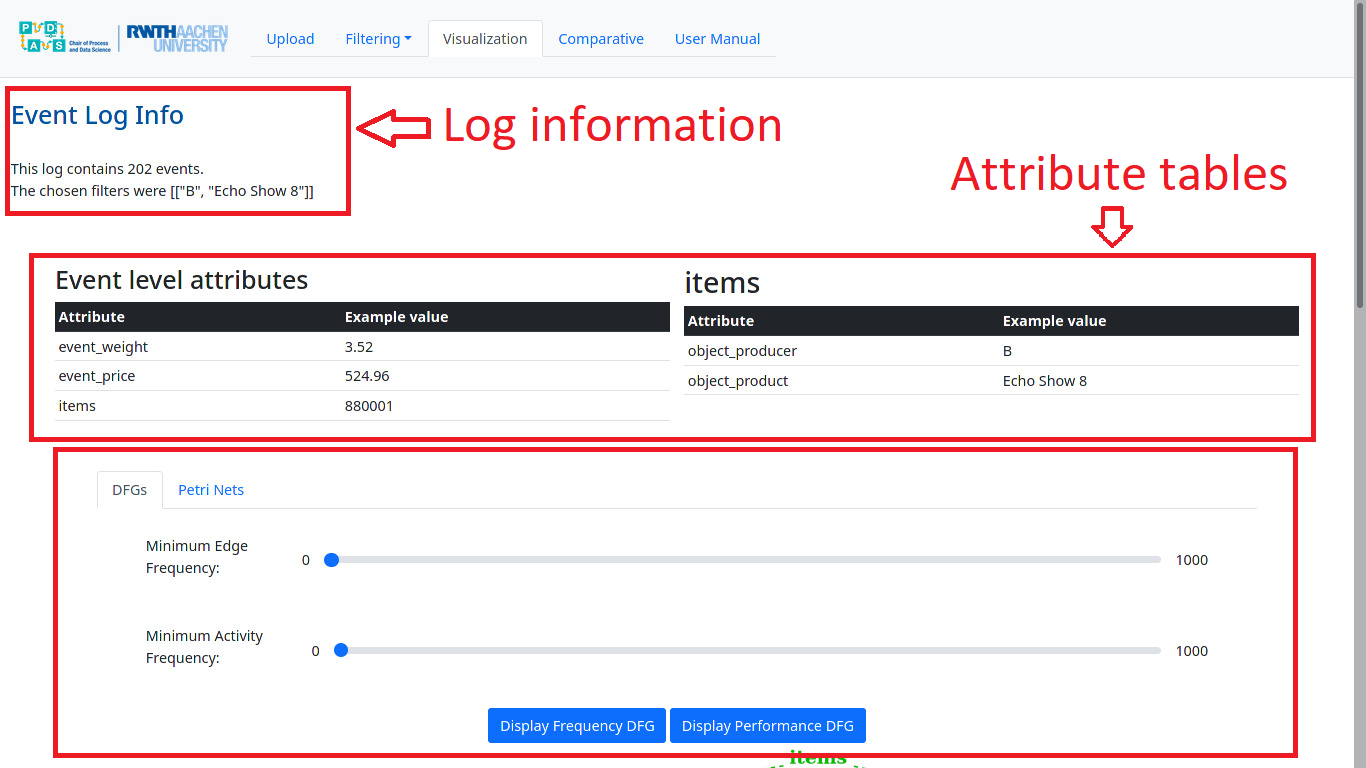 P D
A S
Chair of Process
and Data Science
RWTH AACHEN
UNIVERSITY
Upload
Filtering
Visualization
Comparative
User Manual
Event Log Info
Log information
This log contains 202 events.
The chosen filters were [["B", "Echo Show 8"]]
Attribute tables
Event level attributes
Attribute Example value
event_weight 3.52
event_price 524.96
items 880001
items
Attribute Example value
object_producer B
object_product Echo Show 8
DFGs
Petri Nets
Minimum Edge
Frequency:
0
1000
Minimum Activity
Frequency:
0
1000
Display Frequency DFG
Display Performance DFG
items